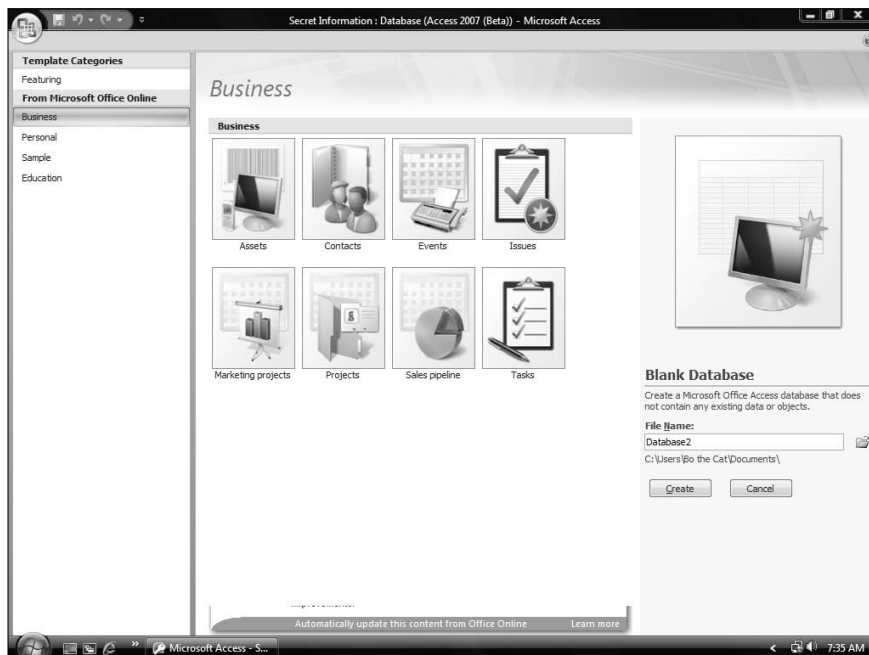 Secret Information : Database (Access 2007 (Beta)) - Microsoft Access
Template Categories
Featuring
From Microsoft Office Online
Business
Personal
Sample
Education
Business
Business
Assets
Contacts
Events
Issues
Marketing projects
Projects
Sales pipeline
Tasks
Blank Database
Create a Microsoft Office Access database that does
not contain any existing data or objects.
File Name:
Database2
C:\Users\Bo the Cat\Documents\
Create
Cancel
Automatically update this content from Office Online
Learn more
Microsoft Access - S...
7:35 AM